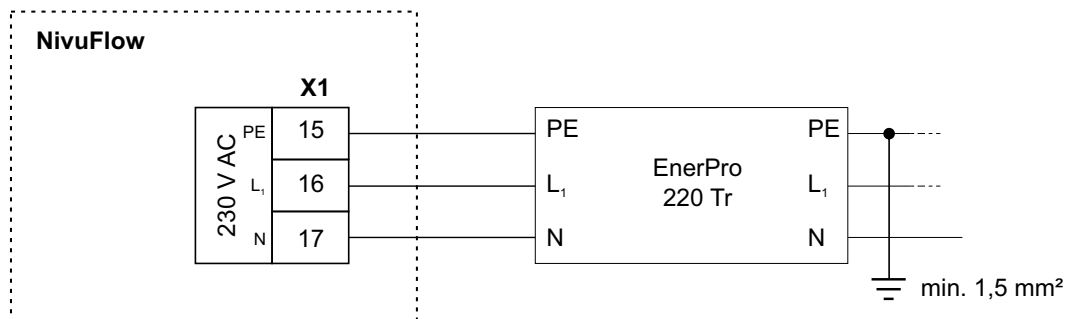 NivuFlow
X1
230 V AC
PE 15
L₁ 16
N 17
PE PE
L₁ L₁
N N
EnerPro
220 Tr
min. 1,5 mm²